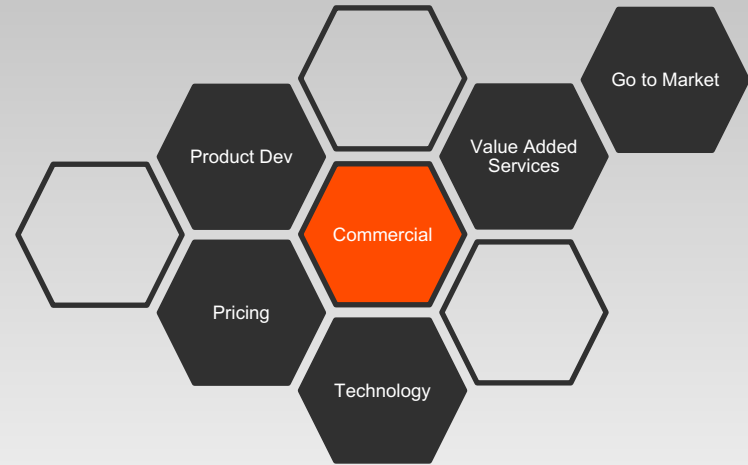 Go to Market
Product Dev
Value Added
Services
Commercial
Pricing
Technology